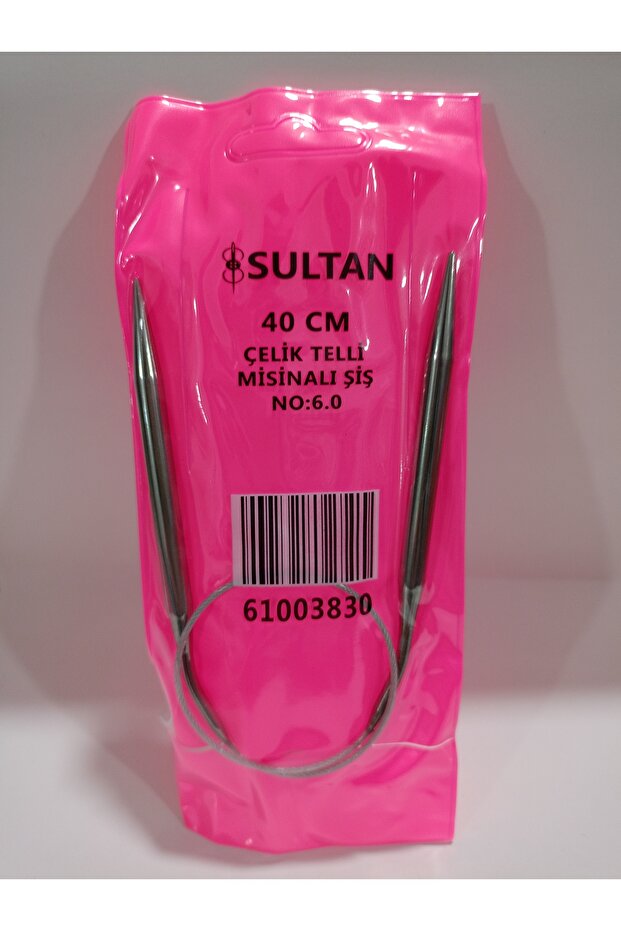 SULTAN
40 CM
ÇELİK TELLİ
MİSİNALI ŞİŞ
NO:6.0
61003830